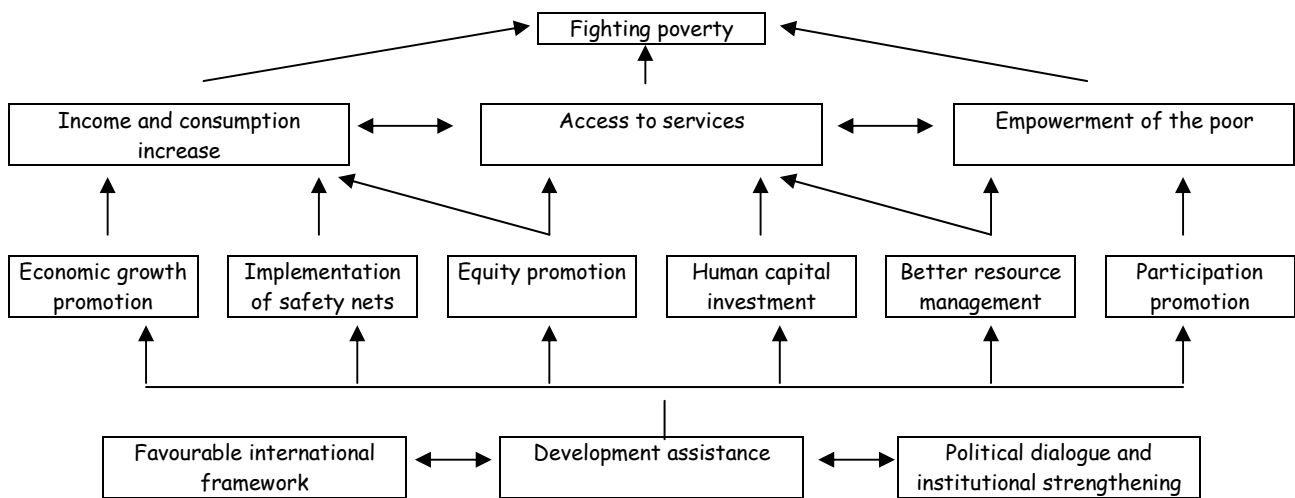 Fighting poverty
Income and consumption
increase
Access to services
Empowerment of the poor
Economic growth
promotion
Implementation
of safety nets
Equity promotion
Human capital
investment
Better resource
management
Participation
promotion
Favourable international
framework
Development assistance
Political dialogue and
institutional strengthening